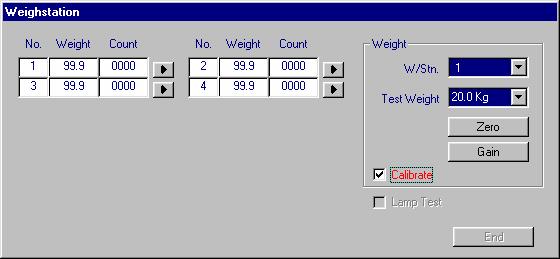 Weighstation
No. Weight Count No. Weight Count
1 99.9 0000 2 99.9 0000
3 99.9 0000 4 99.9 0000
Weight
W/Stn. 1
Test Weight 20.0 Kg
Zero
Gain
Calibrate
Lamp Test
End